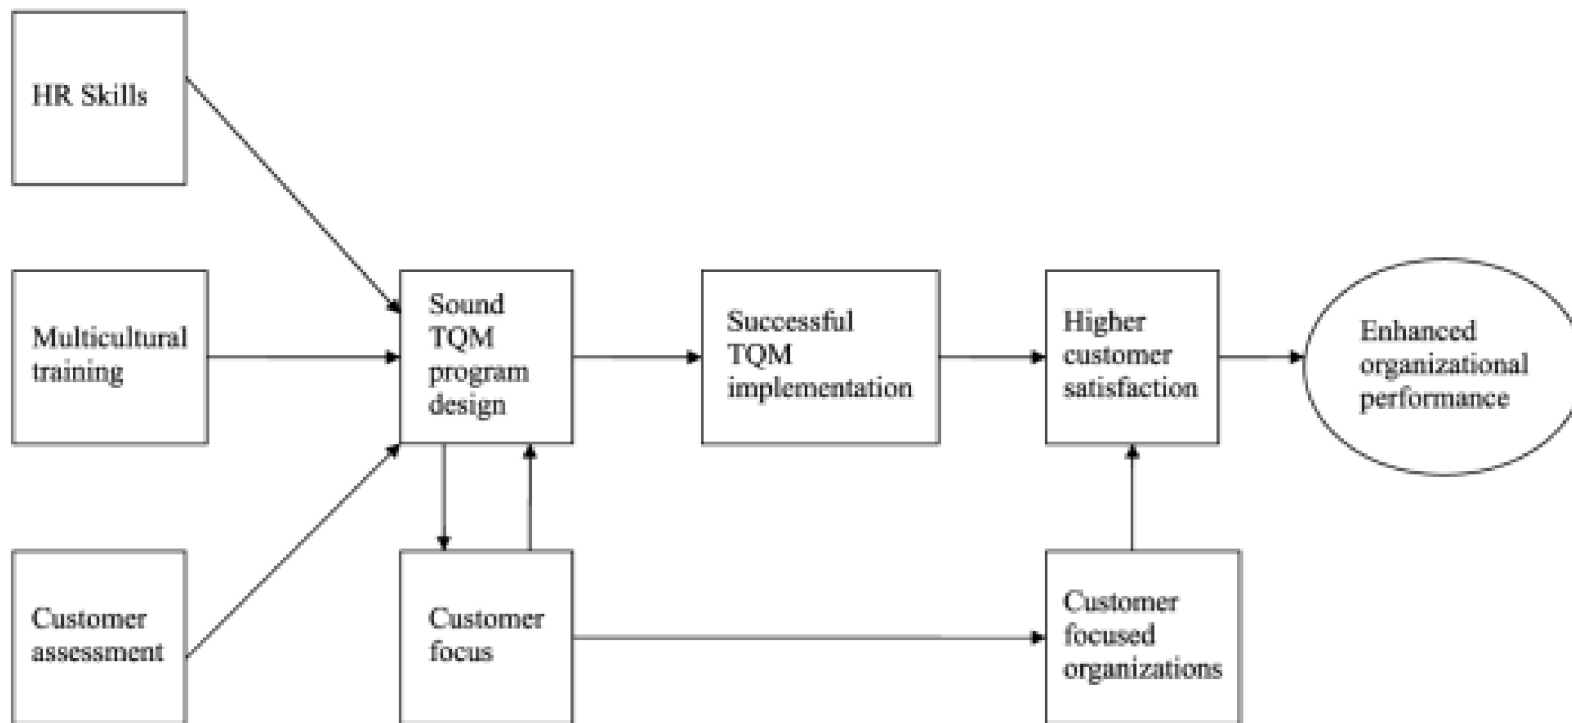 HR Skills
Multicultural
training
Sound
TQM
program
design
Successful
TQM
implementation
Higher
customer
satisfaction
Enhanced
organizational
performance
Customer
assessment
Customer
focus
Customer
focused
organizations